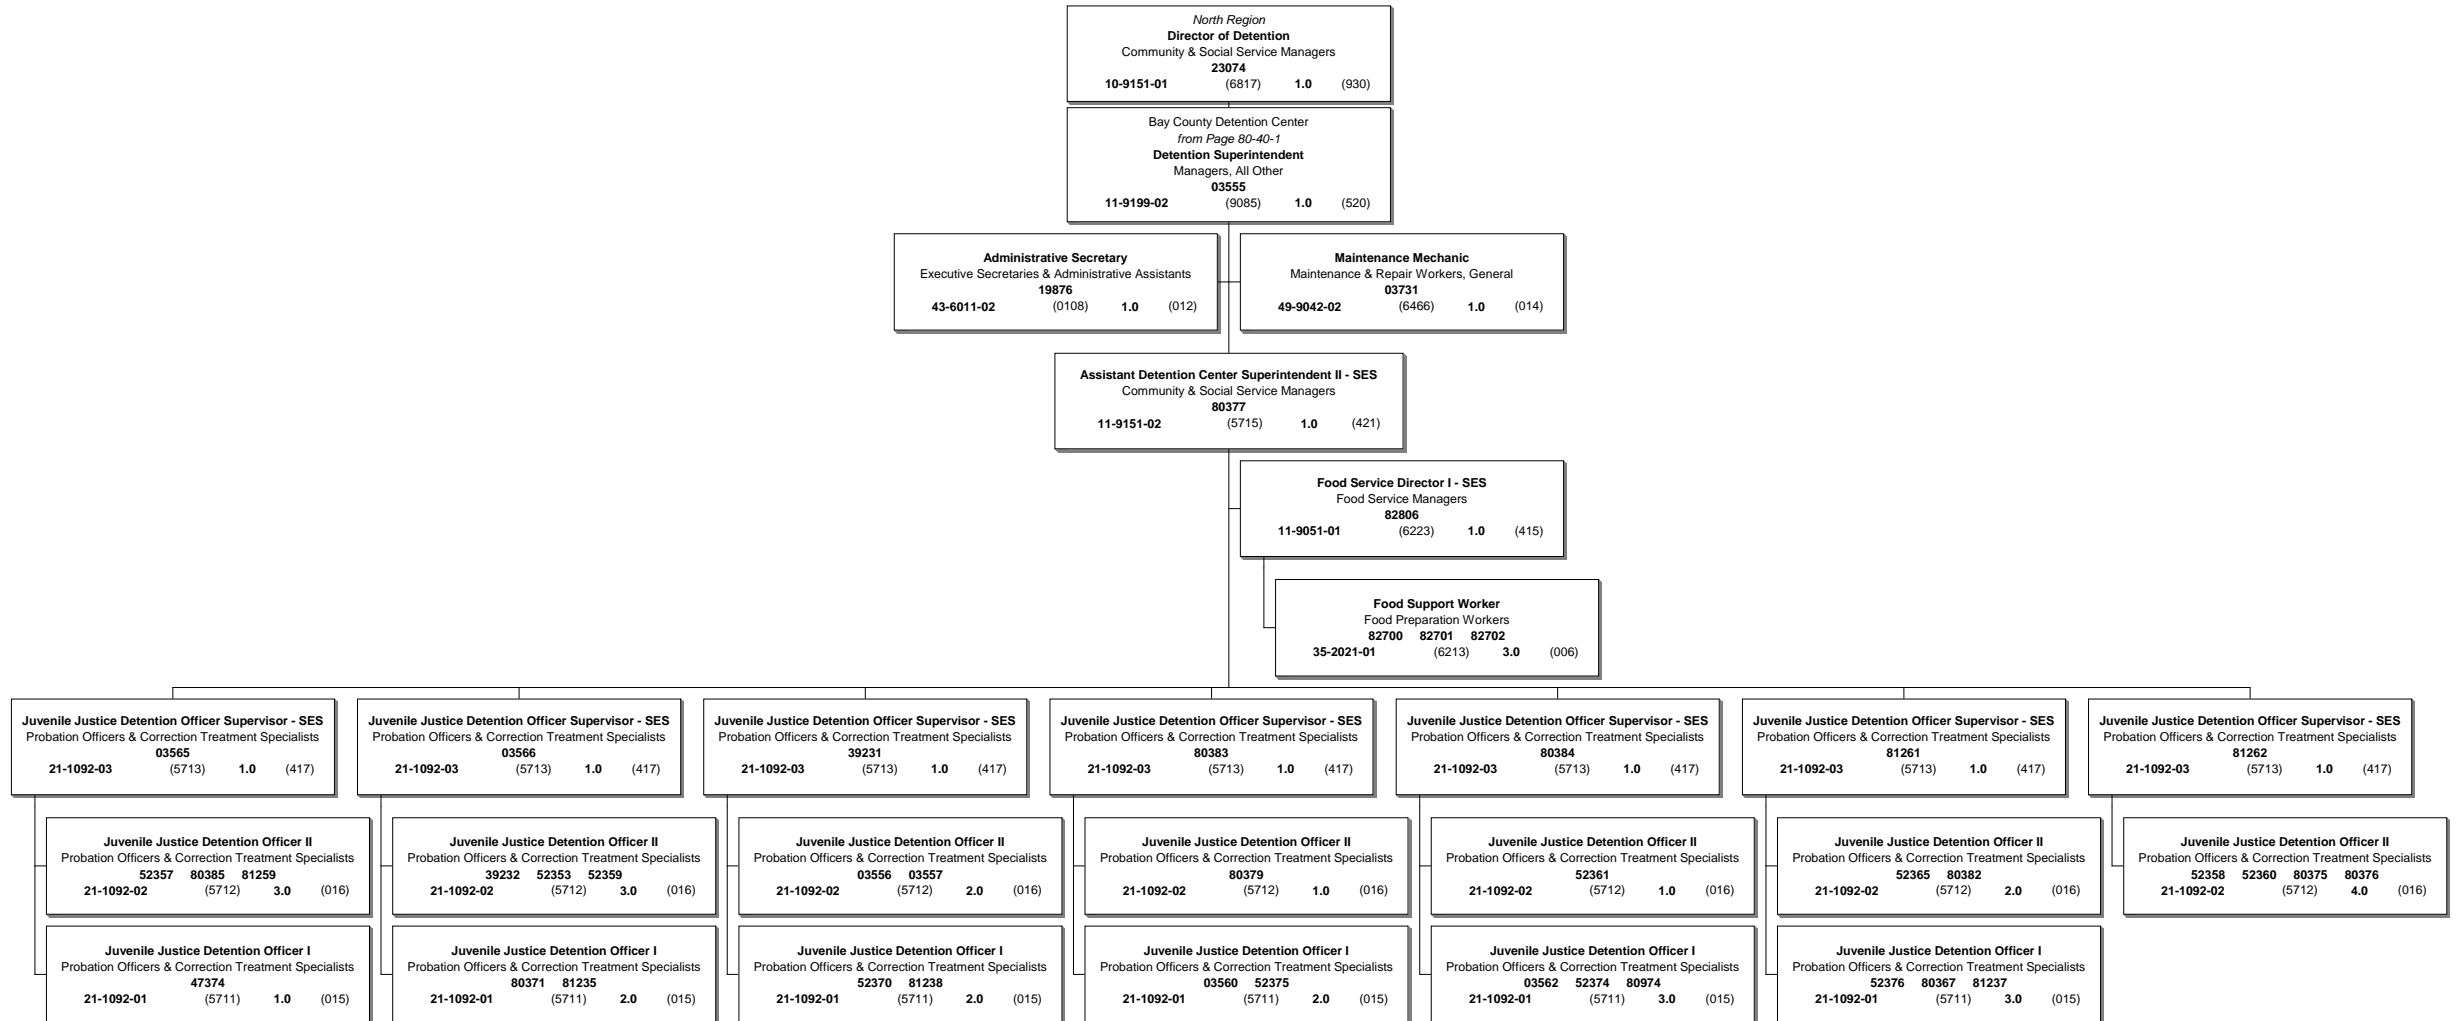 North Region
Director of Detention
Community & Social Service Managers
23074
10-9151-01 (6817) 1.0 (930)
Bay County Detention Center
from Page 80-40-1
Detention Superintendent
Managers, All Other
03555
11-9199-02 (9085) 1.0 (520)
Administrative Secretary
Executive Secretaries & Administrative Assistants
19876
43-6011-02 (0108) 1.0 (012)
Maintenance Mechanic
Maintenance & Repair Workers, General
03731
49-9042-02 (6466) 1.0 (014)
Assistant Detention Center Superintendent II - SES
Community & Social Service Managers
80377
11-9151-02 (5715) 1.0 (421)
Food Service Director I - SES
Food Service Managers
82806
11-9051-01 (6223) 1.0 (415)
Food Support Worker
Food Preparation Workers
82700 82701 82702
35-2021-01 (6213) 3.0 (006)
Juvenile Justice Detention Officer Supervisor - SES
Probation Officers & Correction Treatment Specialists
03565
21-1092-03 (5713) 1.0 (417)
Juvenile Justice Detention Officer II
Probation Officers & Correction Treatment Specialists
52357 80385 81259
21-1092-02 (5712) 3.0 (016)
Juvenile Justice Detention Officer I
Probation Officers & Correction Treatment Specialists
47374
21-1092-01 (5711) 1.0 (015)
Juvenile Justice Detention Officer Supervisor - SES
Probation Officers & Correction Treatment Specialists
03566
21-1092-03 (5713) 1.0 (417)
Juvenile Justice Detention Officer II
Probation Officers & Correction Treatment Specialists
39232 52353 52359
21-1092-02 (5712) 3.0 (016)
Juvenile Justice Detention Officer I
Probation Officers & Correction Treatment Specialists
80371 81235
21-1092-01 (5711) 2.0 (015)
Juvenile Justice Detention Officer Supervisor - SES
Probation Officers & Correction Treatment Specialists
39231
21-1092-03 (5713) 1.0 (417)
Juvenile Justice Detention Officer II
Probation Officers & Correction Treatment Specialists
03556 03557
21-1092-02 (5712) 2.0 (016)
Juvenile Justice Detention Officer I
Probation Officers & Correction Treatment Specialists
52370 81238
21-1092-01 (5711) 2.0 (015)
Juvenile Justice Detention Officer Supervisor - SES
Probation Officers & Correction Treatment Specialists
80383
21-1092-03 (5713) 1.0 (417)
Juvenile Justice Detention Officer II
Probation Officers & Correction Treatment Specialists
80379
21-1092-02 (5712) 1.0 (016)
Juvenile Justice Detention Officer I
Probation Officers & Correction Treatment Specialists
03560 52375
21-1092-01 (5711) 2.0 (015)
Juvenile Justice Detention Officer Supervisor - SES
Probation Officers & Correction Treatment Specialists
80384
21-1092-03 (5713) 1.0 (417)
Juvenile Justice Detention Officer II
Probation Officers & Correction Treatment Specialists
52361
21-1092-02 (5712) 1.0 (016)
Juvenile Justice Detention Officer I
Probation Officers & Correction Treatment Specialists
03562 52374 80974
21-1092-01 (5711) 3.0 (015)
Juvenile Justice Detention Officer Supervisor - SES
Probation Officers & Correction Treatment Specialists
81261
21-1092-03 (5713) 1.0 (417)
Juvenile Justice Detention Officer II
Probation Officers & Correction Treatment Specialists
52365 80382
21-1092-02 (5712) 2.0 (016)
Juvenile Justice Detention Officer I
Probation Officers & Correction Treatment Specialists
52376 80367 81237
21-1092-01 (5711) 3.0 (015)
Juvenile Justice Detention Officer Supervisor - SES
Probation Officers & Correction Treatment Specialists
81262
21-1092-03 (5713) 1.0 (417)
Juvenile Justice Detention Officer II
Probation Officers & Correction Treatment Specialists
52358 52360 80375 80376
21-1092-02 (5712) 4.0 (016)